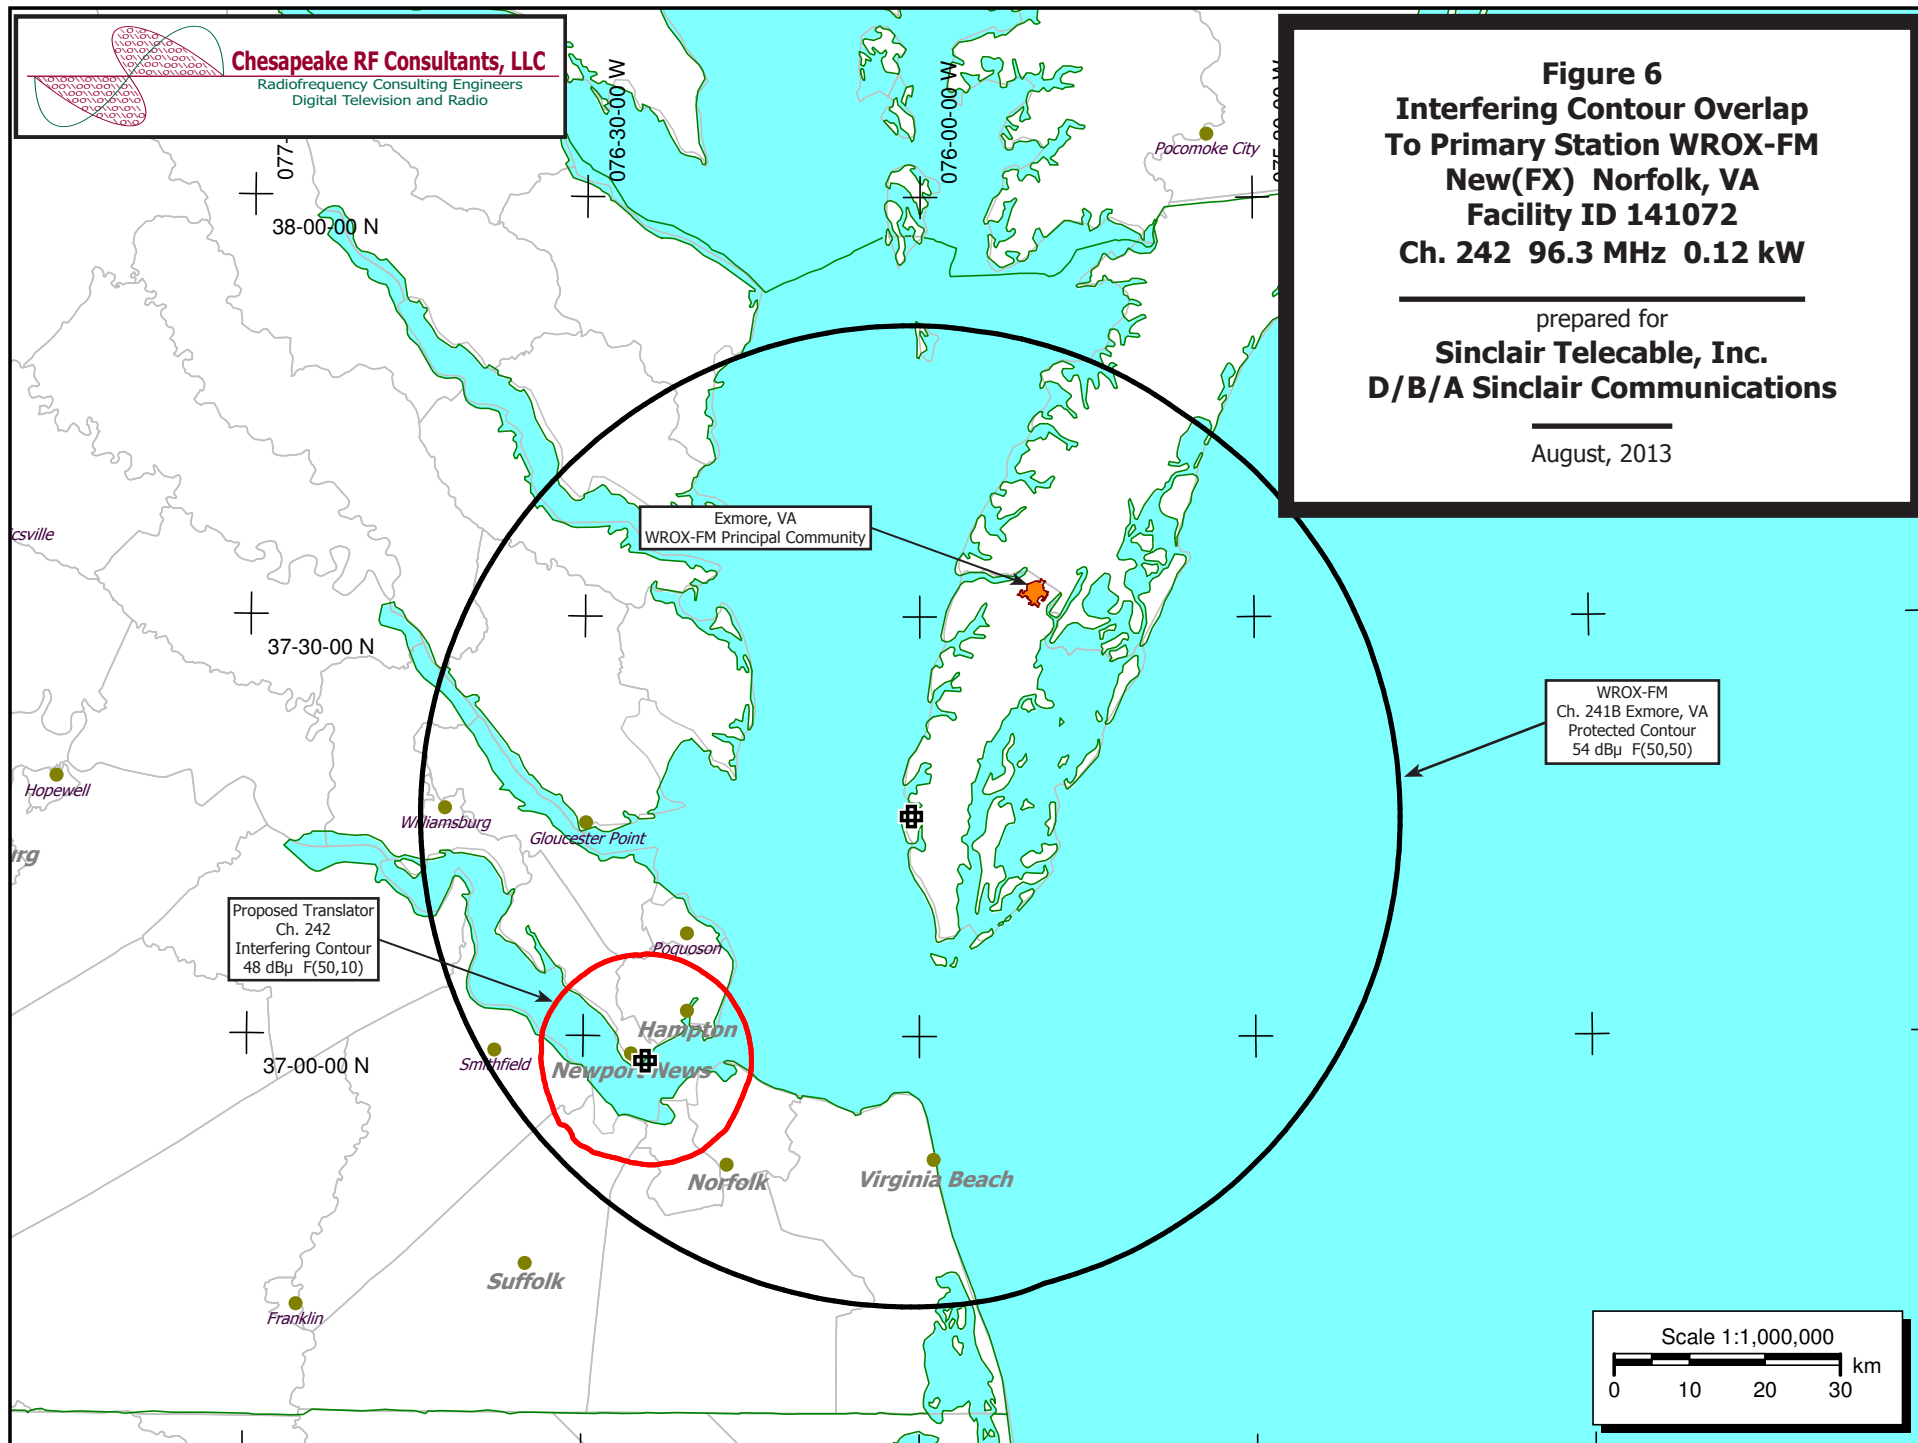 Chesapeake RF Consultants, LLC
Radiofrequency Consulting Engineers
Digital Television and Radio
Figure 6
Interfering Contour Overlap
To Primary Station WROX-FM
New(FX) Norfolk, VA
Facility ID 141072
Ch. 242 96.3 MHz 0.12 kW
prepared for
Sinclair Telecable, Inc.
D/B/A Sinclair Communications
August, 2013
077-
076-30-00 W
076-00-00 W
Pocomoke City
38-00-00 N
Exmore, VA
WROX-FM Principal Community
csville
37-30-00 N
WROX-FM
Ch. 241B Exmore, VA
Protected Contour
54 dBµ F(50,50)
Hopewell
Williamsburg
Gloucester Point
urg
Proposed Translator
Ch. 242
Interfering Contour
48 dBµ F(50,10)
Poquoson
Hampton
37-00-00 N
Smithfield
Newport News
Norfolk
Virginia Beach
Suffolk
Franklin
Scale 1:1,000,000
km
0 10 20 30